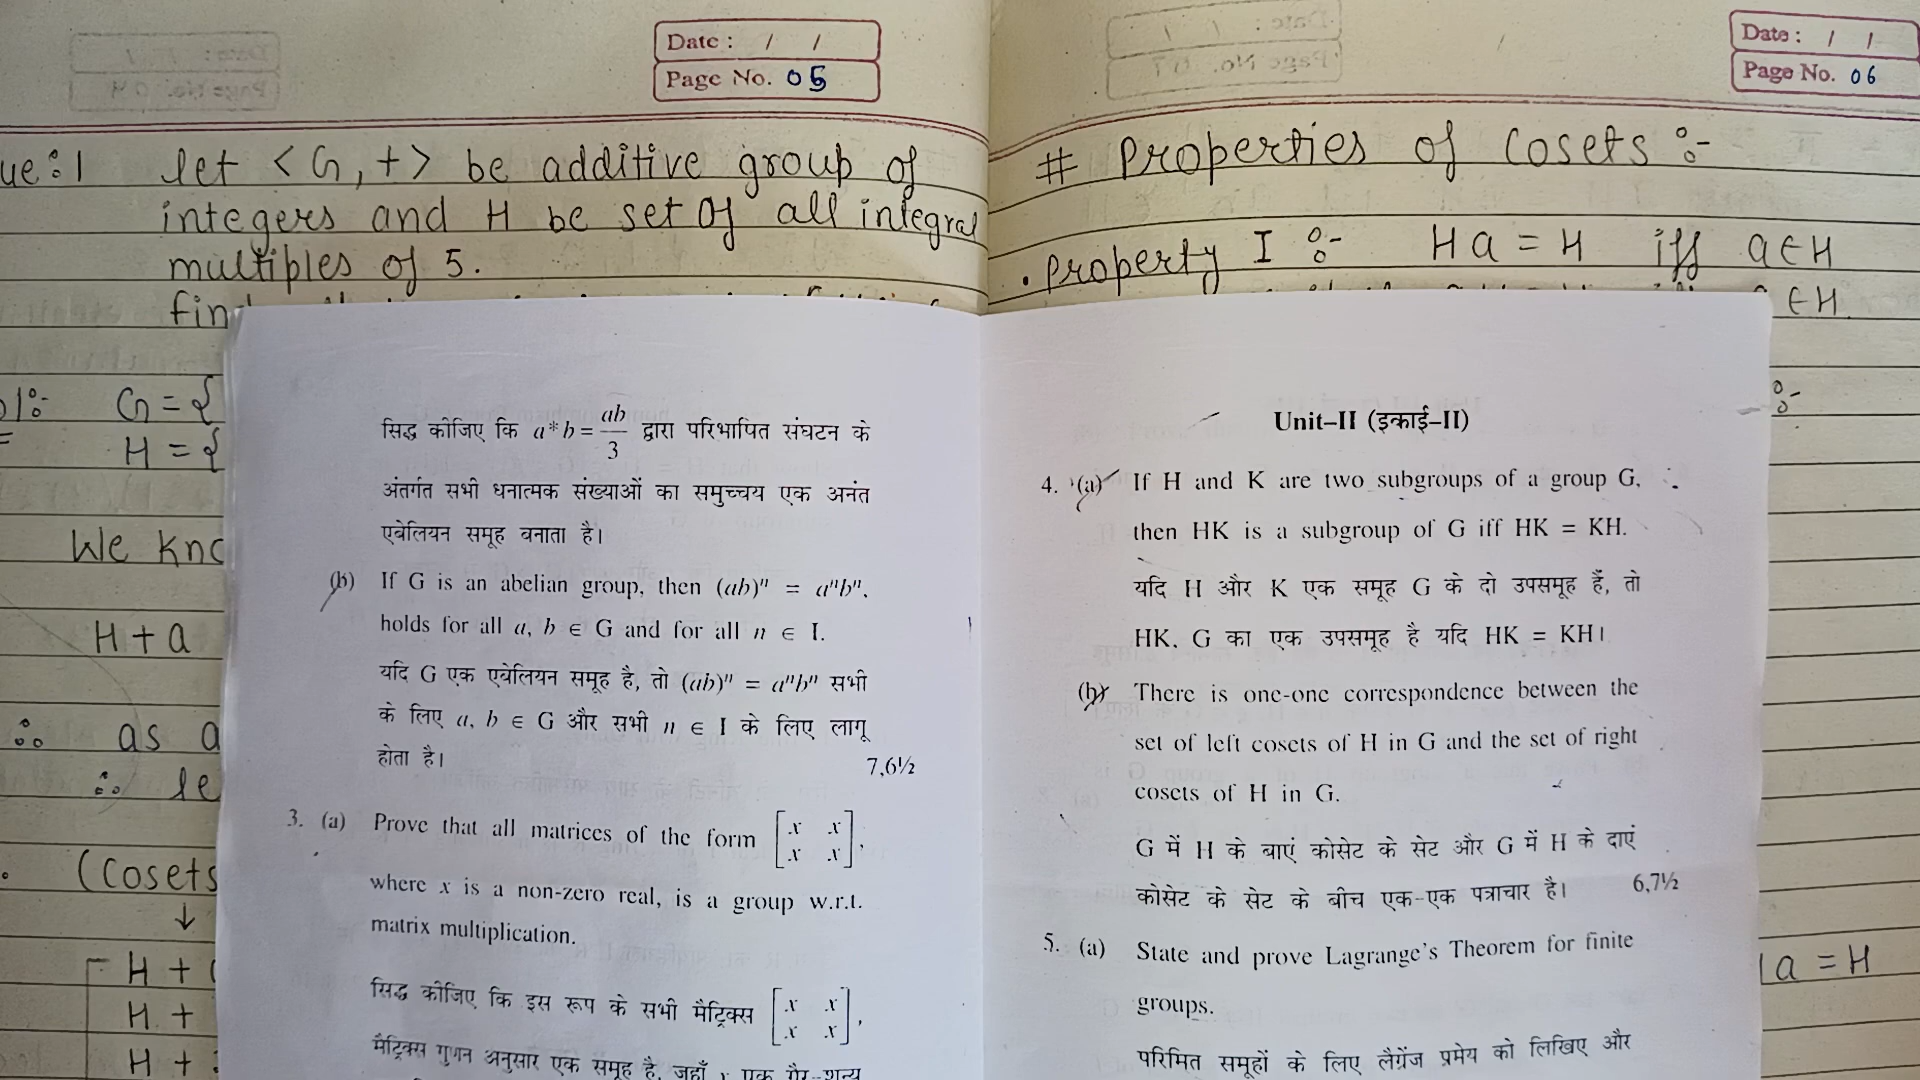 Date : / /
Page No. 05
ue:1 let <G, +> be additive group of
integers and H be set of all integral
multiples of 5.
fin
G = {
H = {
We kno
H + a
∴ as a
∴ le
(Cosets
↓
H +
H +
H +
Date : / /
Page No. 06
# Properties of Cosets :-
. Property I :- Ha = H iff a∈H
∈H
a = H
सिद्ध कीजिए कि a*b = ab/3 द्वारा परिभाषित संघटन के
अंतर्गत सभी धनात्मक संख्याओं का समुच्चय एक अनंत
एबेलियन समूह बनाता है।
(b) If G is an abelian group, then (ab)ⁿ = aⁿbⁿ,
holds for all a, b ∈ G and for all n ∈ I.
यदि G एक एबेलियन समूह है, तो (ab)ⁿ = aⁿbⁿ सभी
के लिए a, b ∈ G और सभी n ∈ I के लिए लागू
होता है। 7,6½
3. (a) Prove that all matrices of the form [x x; x x],
where x is a non-zero real, is a group w.r.t.
matrix multiplication.
सिद्ध कीजिए कि इस रूप के सभी मैट्रिक्स [x x; x x],
मैट्रिक्स गुणन अनुसार एक समूह है, जहाँ x एक गैर-शून्य
Unit–II (इकाई–II)
4. (a) If H and K are two subgroups of a group G,
then HK is a subgroup of G iff HK = KH.
यदि H और K एक समूह G के दो उपसमूह हैं, तो
HK, G का एक उपसमूह है यदि HK = KH।
(b) There is one-one correspondence between the
set of left cosets of H in G and the set of right
cosets of H in G.
G में H के बाएं कोसेट के सेट और G में H के दाएं
कोसेट के सेट के बीच एक-एक पत्राचार है। 6,7½
5. (a) State and prove Lagrange's Theorem for finite
groups.
परिमित समूहों के लिए लैग्रेंज प्रमेय को लिखिए और